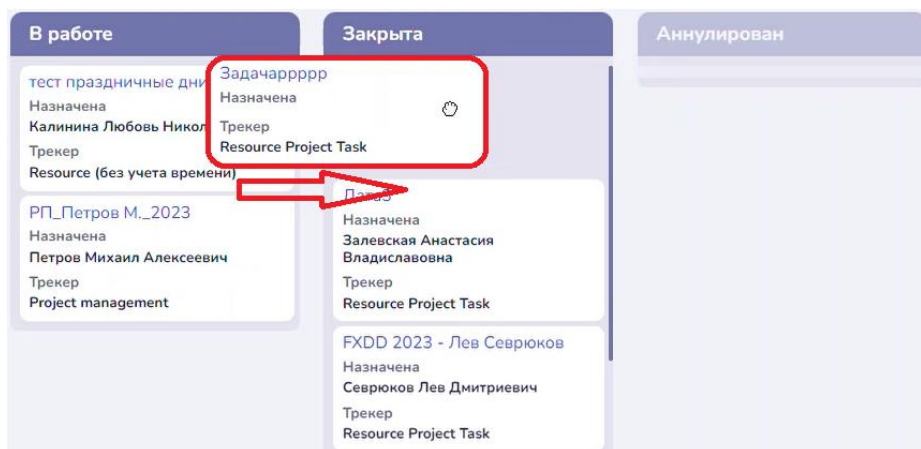 В работе
Закрыта
Аннулирован
тест праздничные дни
Назначена
Калинина Любовь Никол
Трекер
Resource (без учета времени)
РП_Петров М._2023
Назначена
Петров Михаил Алексеевич
Трекер
Project management
Задачаррррр
Назначена
Трекер
Resource Project Task
Назначена
Залевская Анастасия
Владиславовна
Трекер
Resource Project Task
FXDD 2023 - Лев Севрюков
Назначена
Севрюков Лев Дмитриевич
Трекер
Resource Project Task